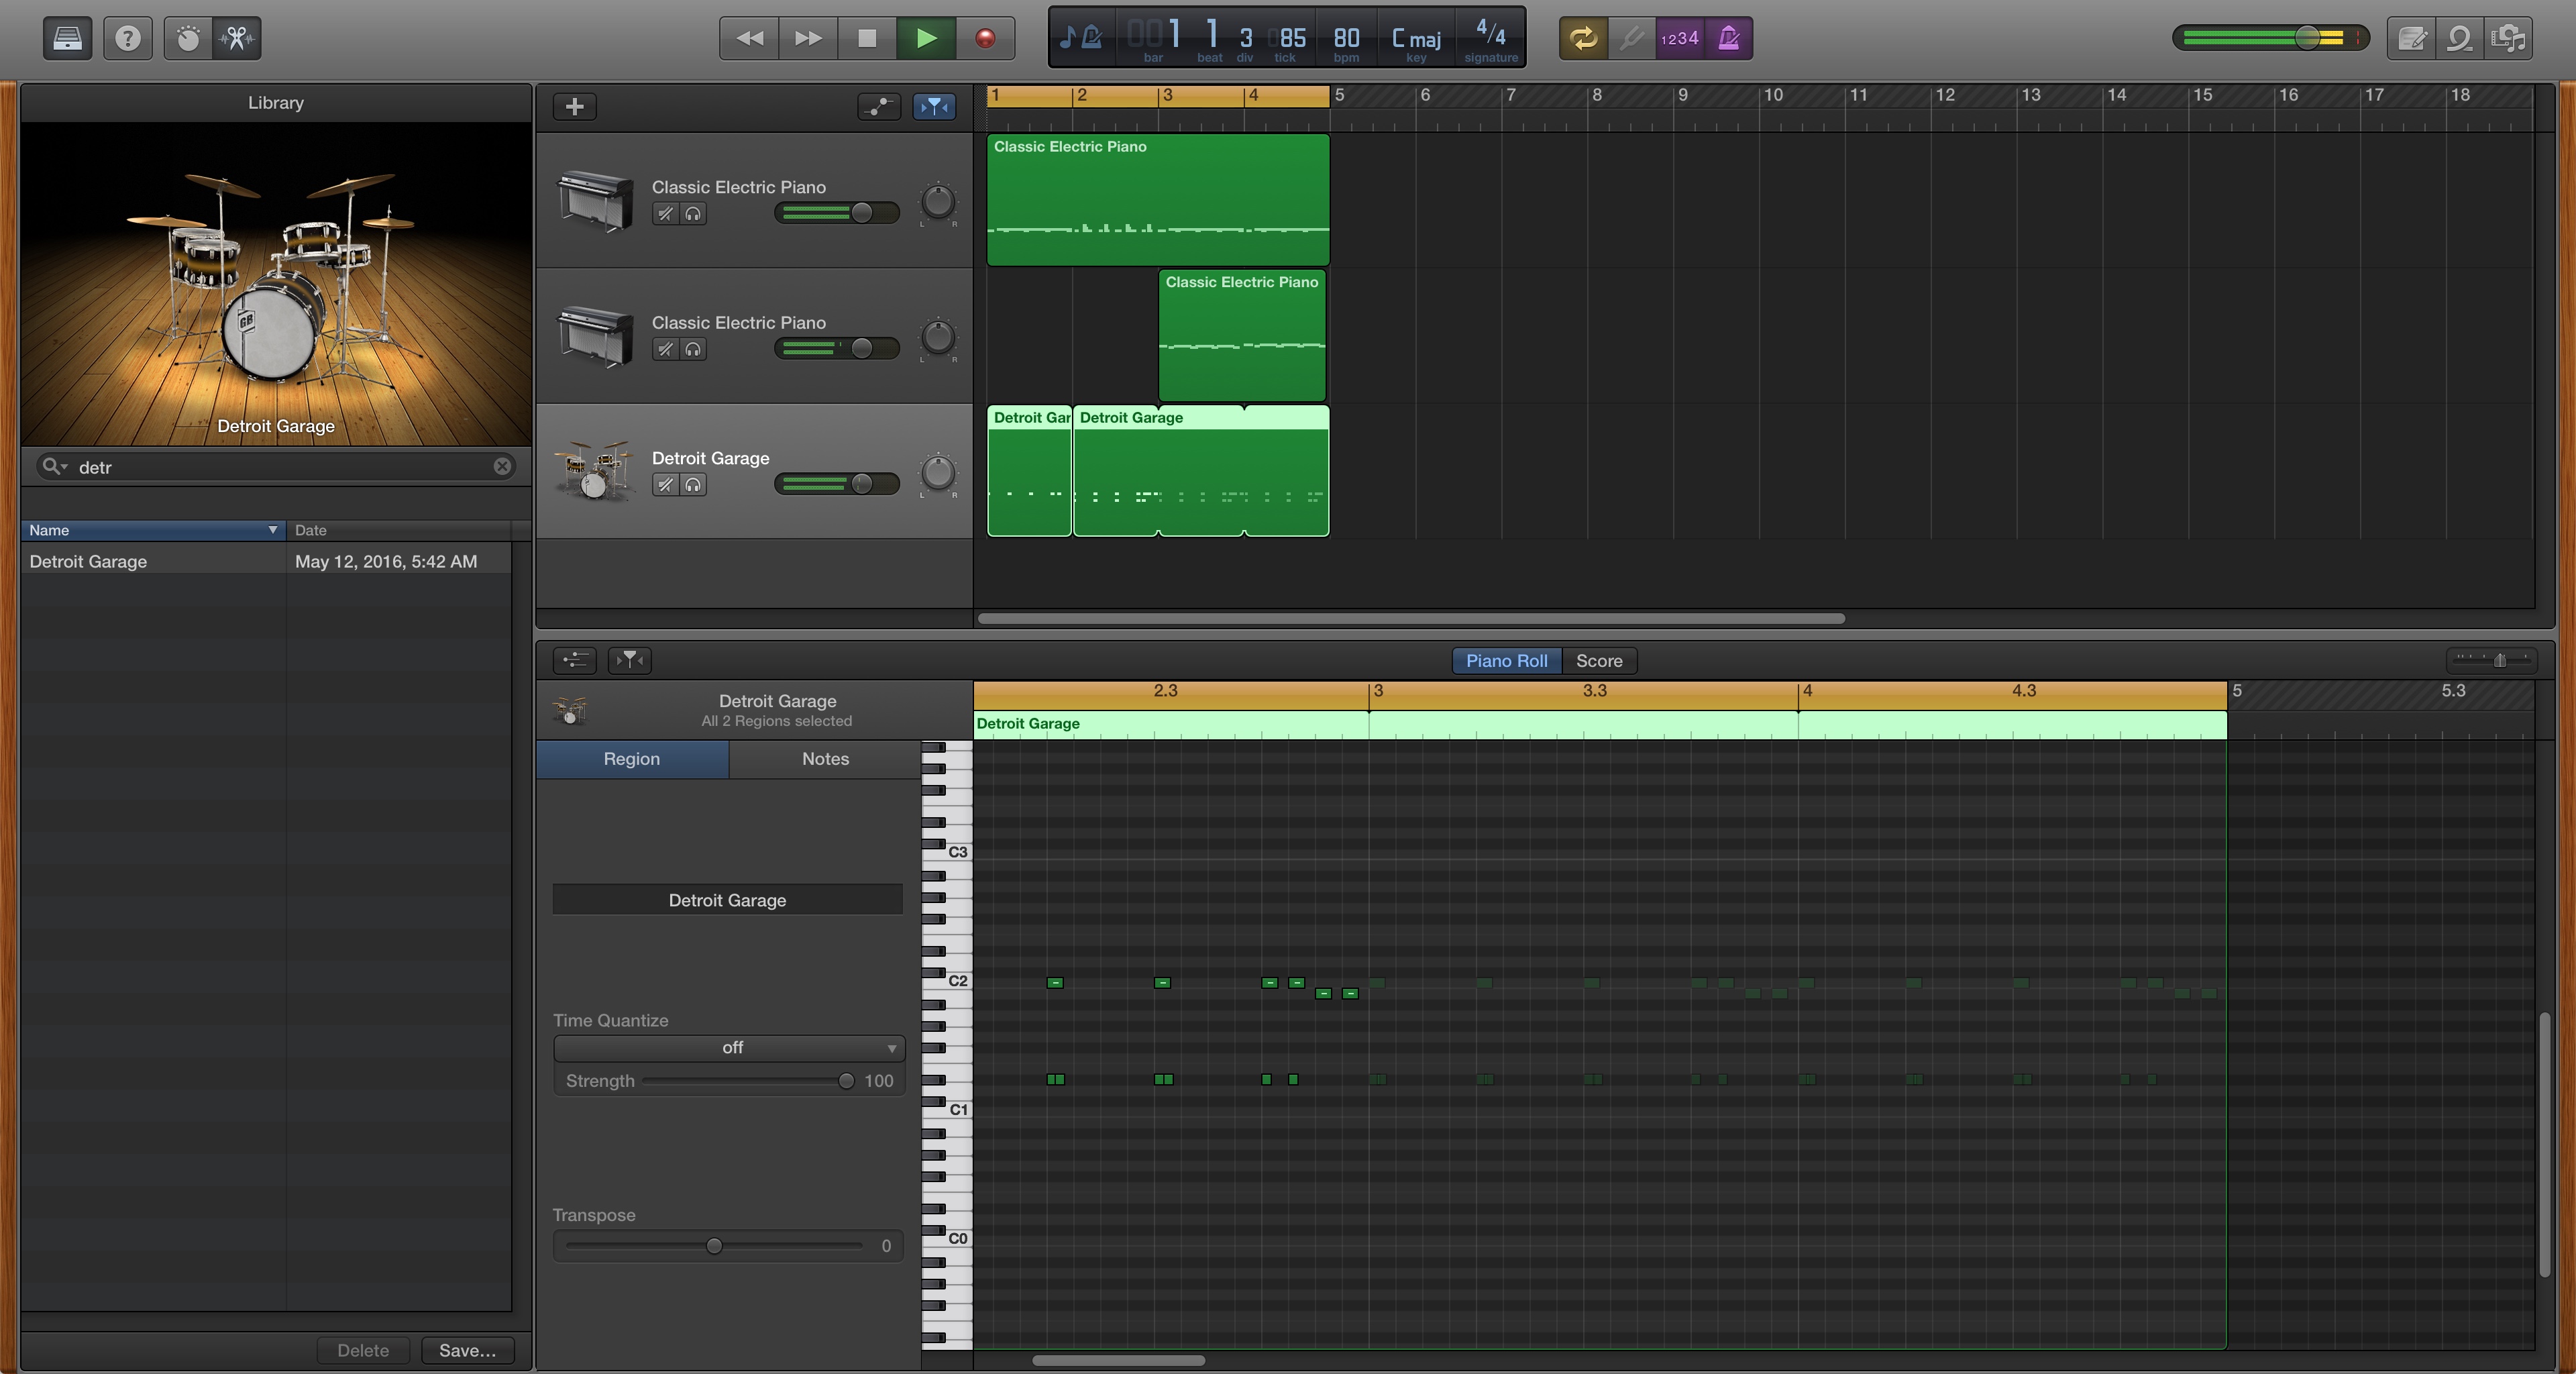 ?
1 1 3 85 80 C maj 4/4
bar beat div tick bpm key signature
1234
Library
GB
Detroit Garage
detr
Name Date
Detroit Garage May 12, 2016, 5:42 AM
Delete Save...
1 2 3 4 5 6 7 8 9 10 11 12 13 14 15 16 17 18
Classic Electric Piano
L R
Classic Electric Piano
Classic Electric Piano
L R
Classic Electric Piano
Detroit Garage
L R
Detroit Gar Detroit Garage
Piano Roll Score
Detroit Garage
All 2 Regions selected
2.3 3 3.3 4 4.3 5 5.3
Detroit Garage
Region Notes
Detroit Garage
Time Quantize
off
Strength 100
Transpose
0
C3
C2
C1
C0